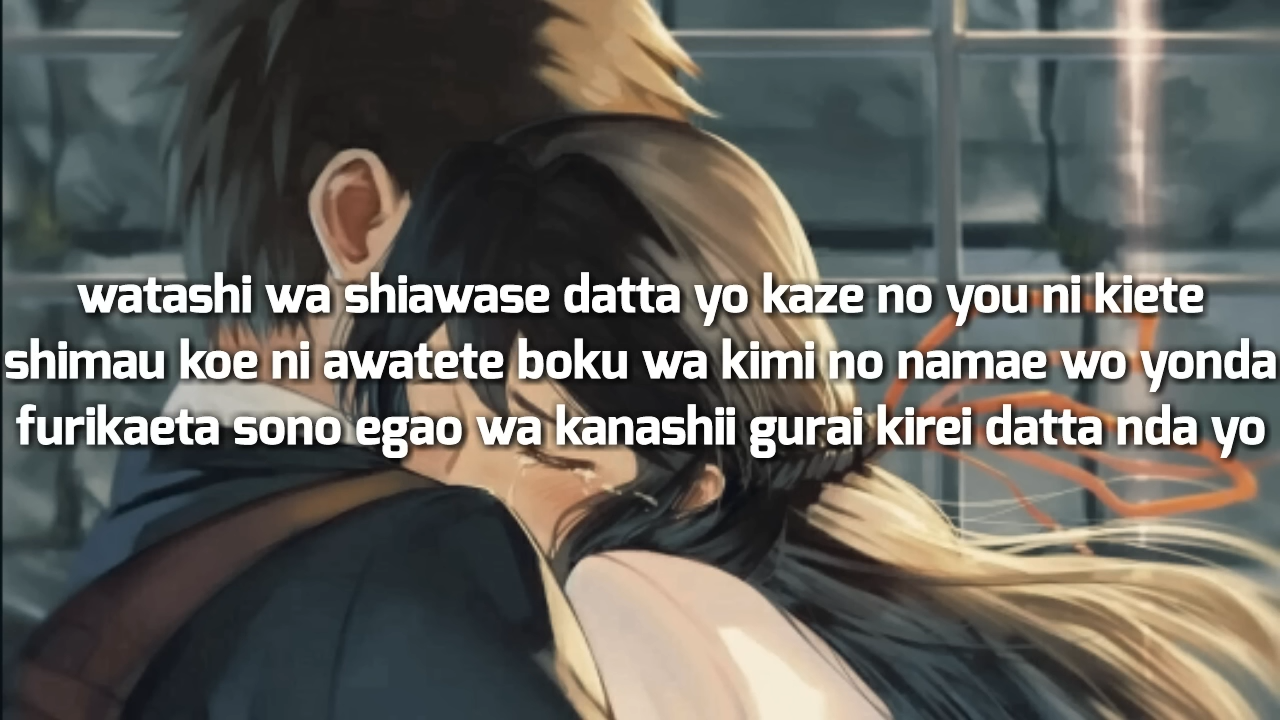 watashi wa shiawase datta yo kaze no you ni kiete
shimau koe ni awatete boku wa kimi no namae wo yonda
furikaeta sono egao wa kanashii gurai kirei datta nda yo